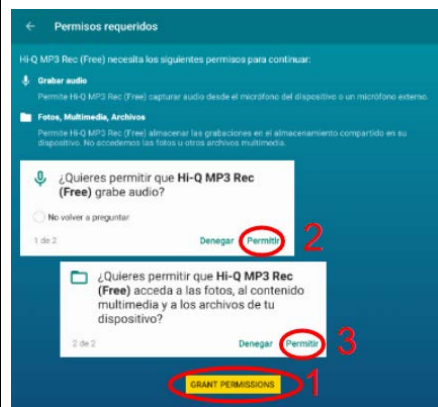 Permisos requeridos
Hi-Q MP3 Rec (Free) necesita los siguientes permisos para continuar:
Grabar audio
Permite Hi-Q MP3 Rec (Free) capturar audio desde el micrófono del dispositivo o un micrófono externo.
Fotos, Multimedia, Archivos
Permite Hi-Q MP3 Rec (Free) almacenar las grabaciones en el almacenamiento compartido en su
dispositivo. No accedemos las fotos u otros archivos multimedia.
¿Quieres permitir que Hi-Q MP3 Rec
(Free) grabe audio?
No volver a preguntar
1 de 2
Denegar
Permitir
2
¿Quieres permitir que Hi-Q MP3 Rec
(Free) acceda a las fotos, al contenido
multimedia y a los archivos de tu
dispositivo?
2 de 2
Denegar
Permitir
3
GRANT PERMISSIONS
1